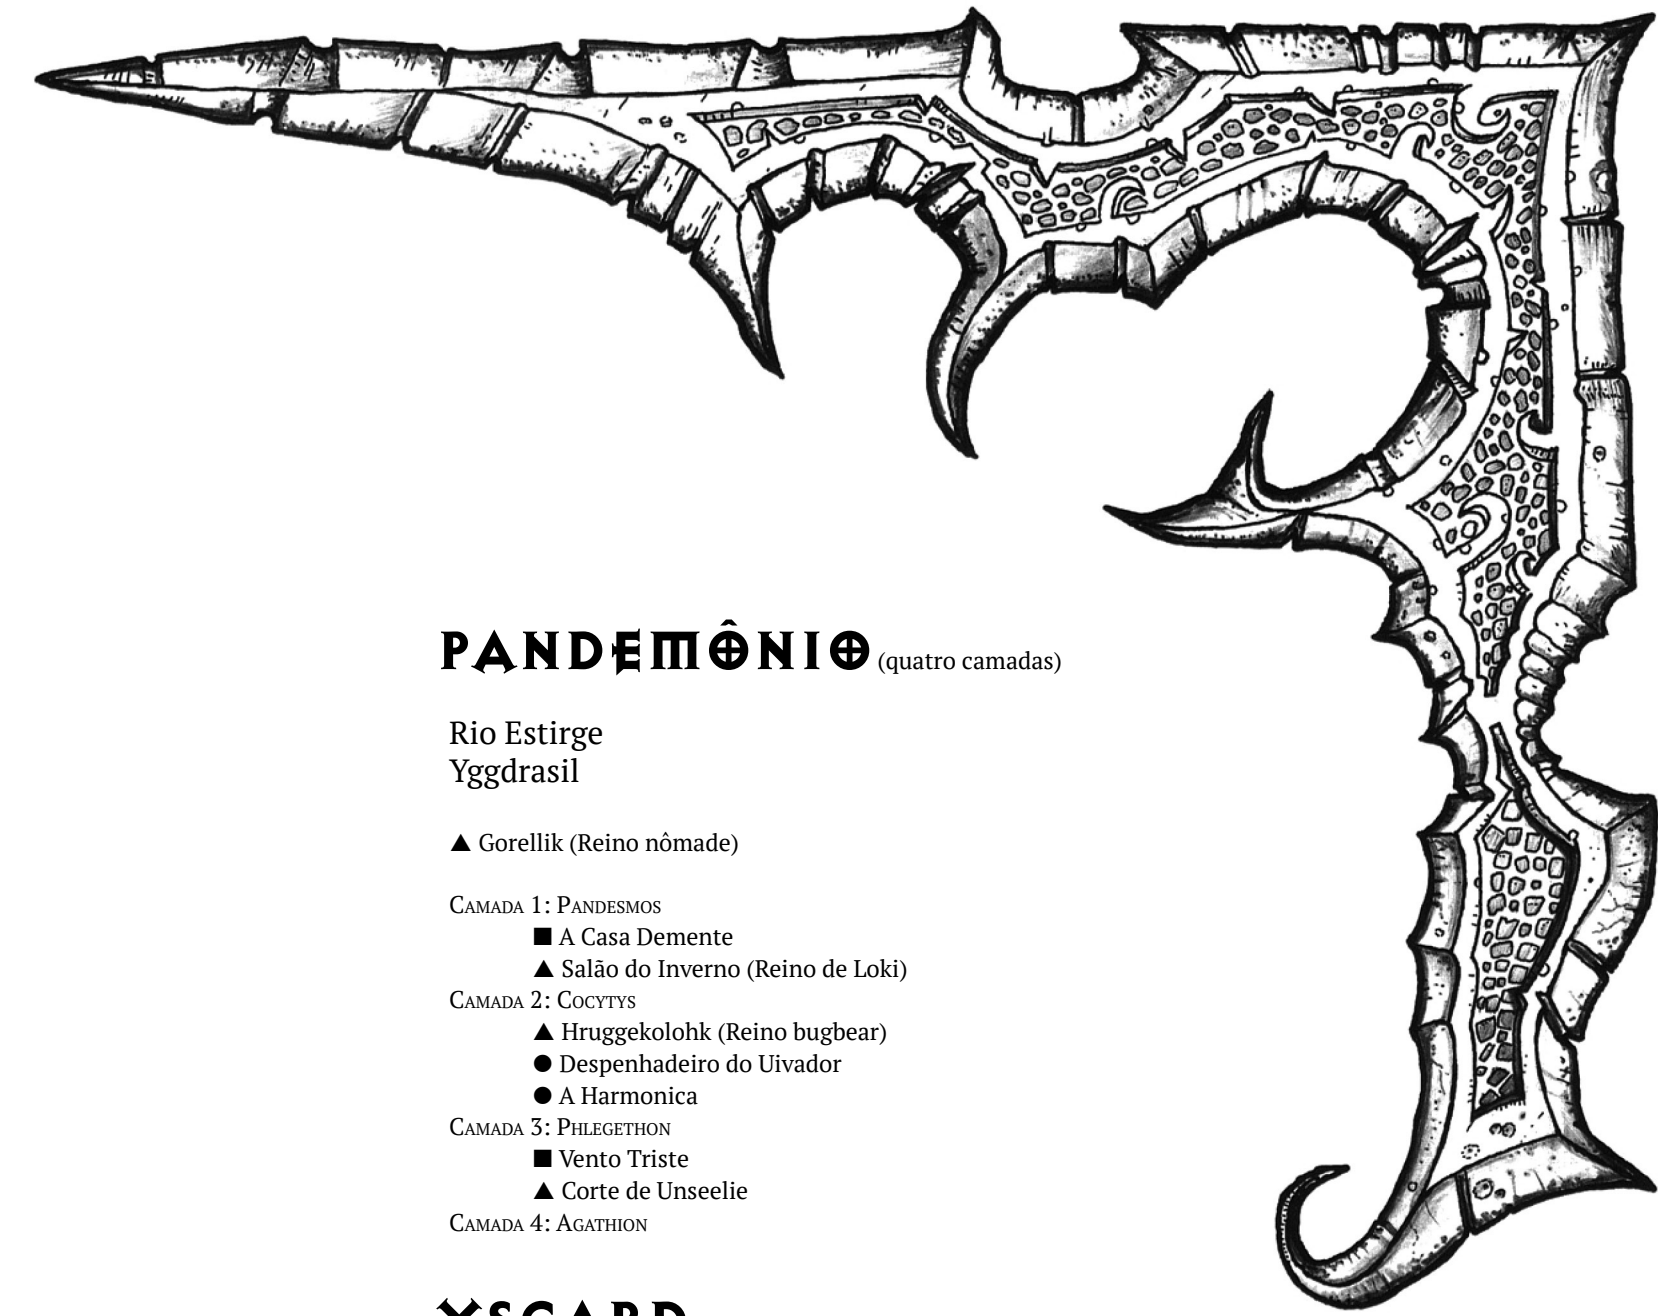 PANDEMÔNIO (quatro camadas)
Rio Estirge
Yggdrasil
▲ Gorellik (Reino nômade)
Camada 1: Pandesmos
■ A Casa Demente
▲ Salão do Inverno (Reino de Loki)
Camada 2: Cocytys
▲ Hruggekolohk (Reino bugbear)
● Despenhadeiro do Uivador
● A Harmonica
Camada 3: Phlegethon
■ Vento Triste
▲ Corte de Unseelie
Camada 4: Agathion
YSGARD